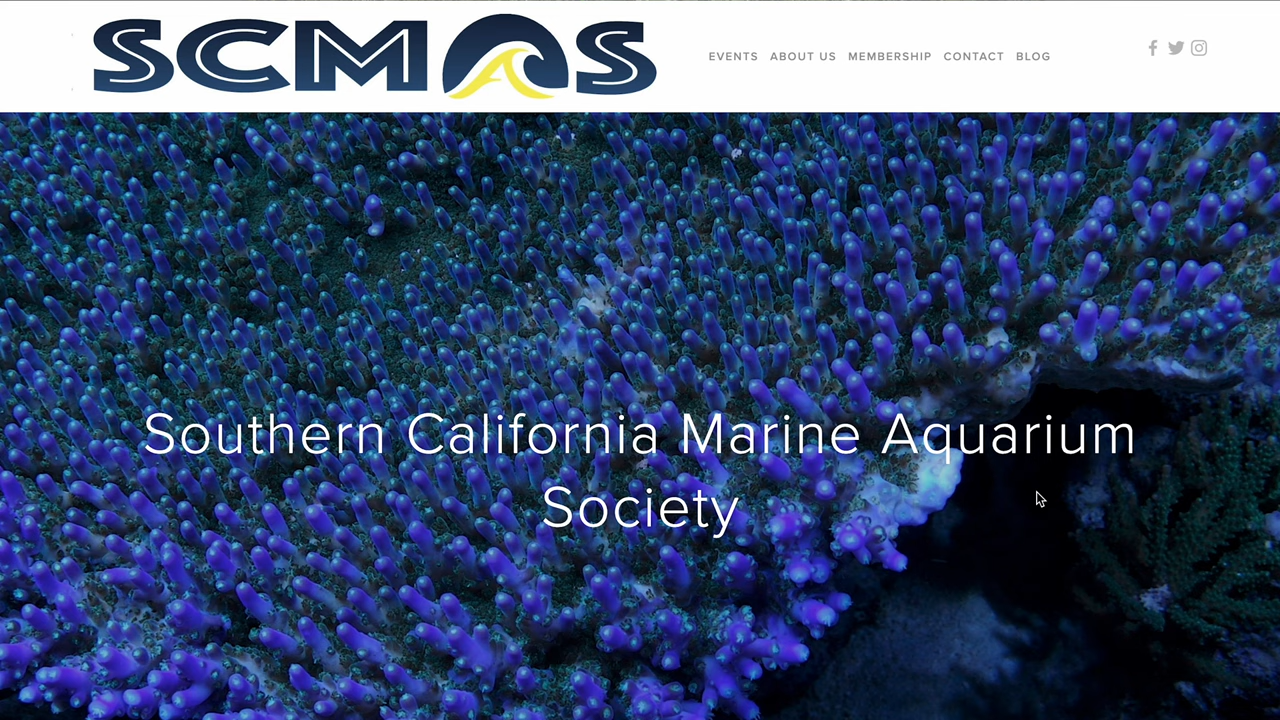 SCMAS
EVENTS ABOUT US MEMBERSHIP CONTACT BLOG
Southern California Marine Aquarium
Society